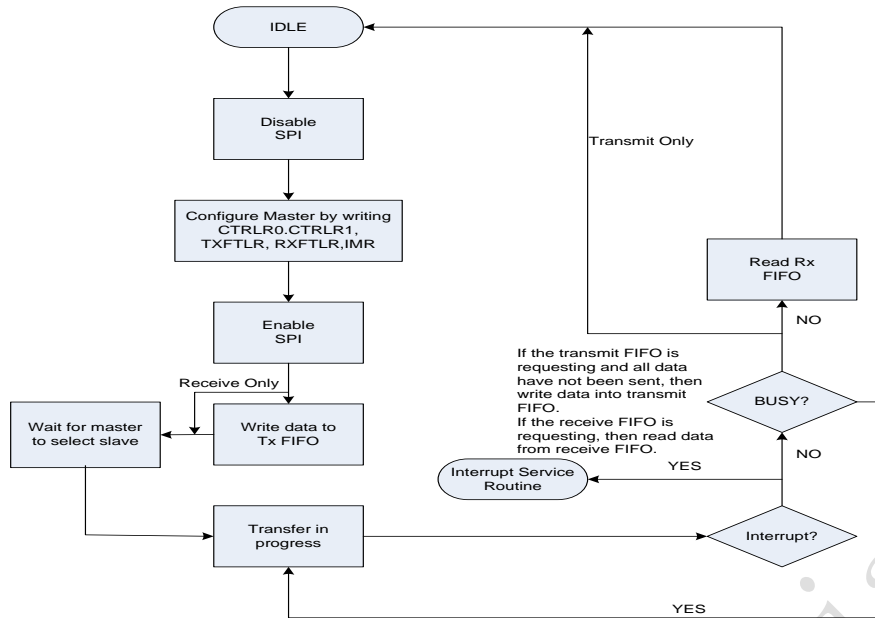 IDLE
Disable
SPI
Transmit Only
Configure Master by writing
CTRLR0.CTRLR1,
TXFTLR, RXFTLR,IMR
Read Rx
FIFO
Enable
SPI
NO
Receive Only
If the transmit FIFO is
requesting and all data
have not been sent, then
write data into transmit
FIFO.
If the receive FIFO is
requesting, then read data
from receive FIFO.
Wait for master
to select slave
Write data to
Tx FIFO
BUSY?
NO
YES
Interrupt Service
Routine
Transfer in
progress
Interrupt?
YES